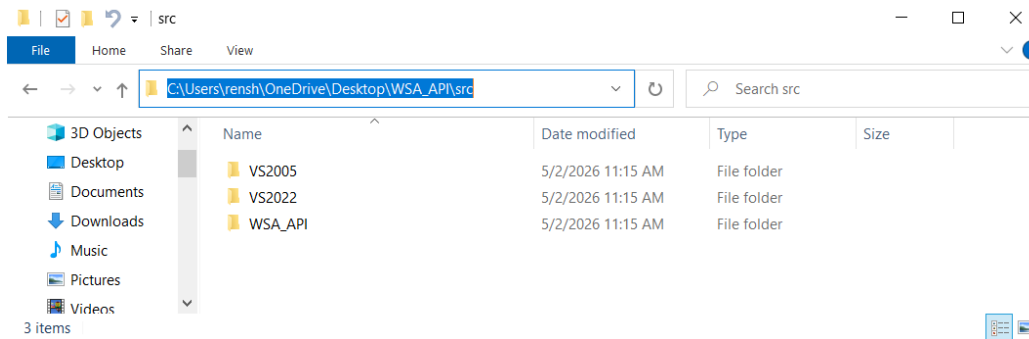 src
File Home Share View
C:\Users\rensh\OneDrive\Desktop\WSA_API\src Search src
3D Objects
Desktop
Documents
Downloads
Music
Pictures
Videos
Name Date modified Type Size
VS2005 5/2/2026 11:15 AM File folder
VS2022 5/2/2026 11:15 AM File folder
WSA_API 5/2/2026 11:15 AM File folder
3 items